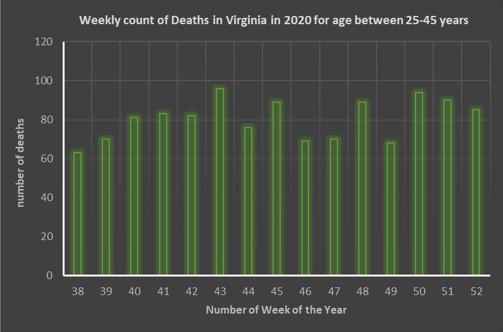 Weekly count of Deaths in Virginia in 2020 for age between 25-45 years
120
100
80
60
40
20
0
number of deaths
38 39 40 41 42 43 44 45 46 47 48 49 50 51 52
Number of Week of the Year